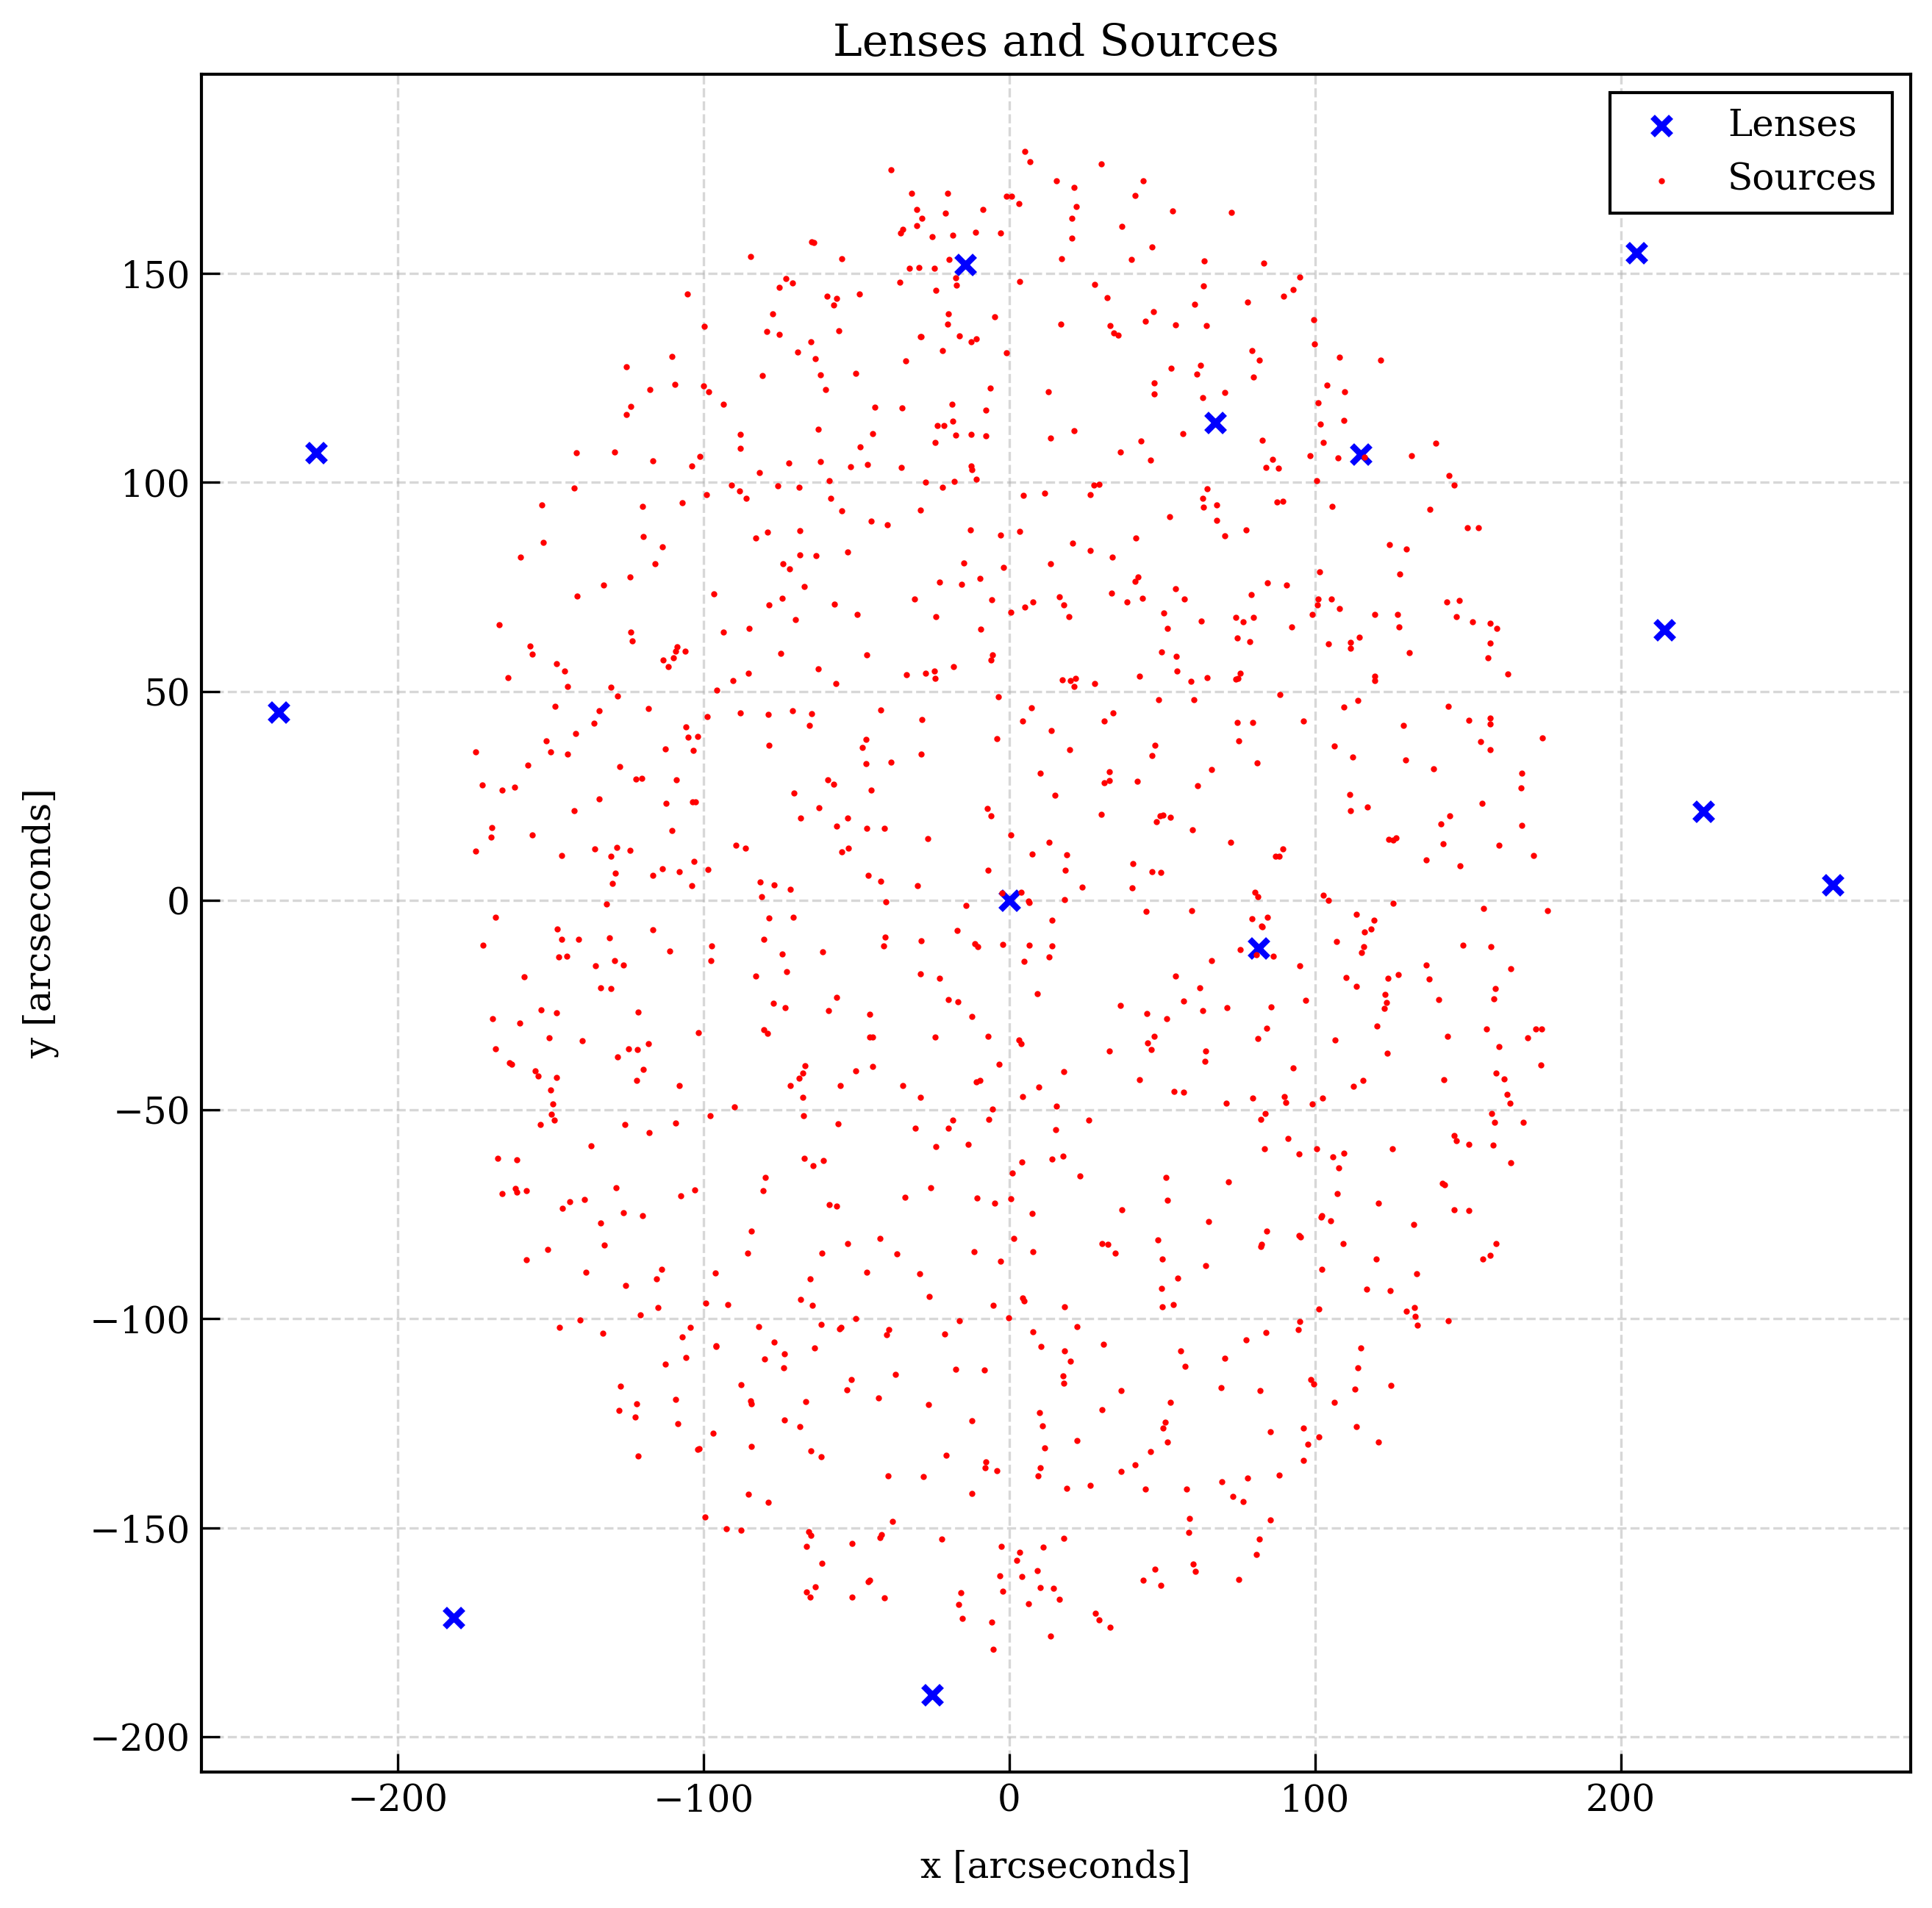 Lenses and Sources
Lenses
Sources
150
100
50
0
−50
−100
−150
−200
y [arcseconds]
−200 −100 0 100 200
x [arcseconds]